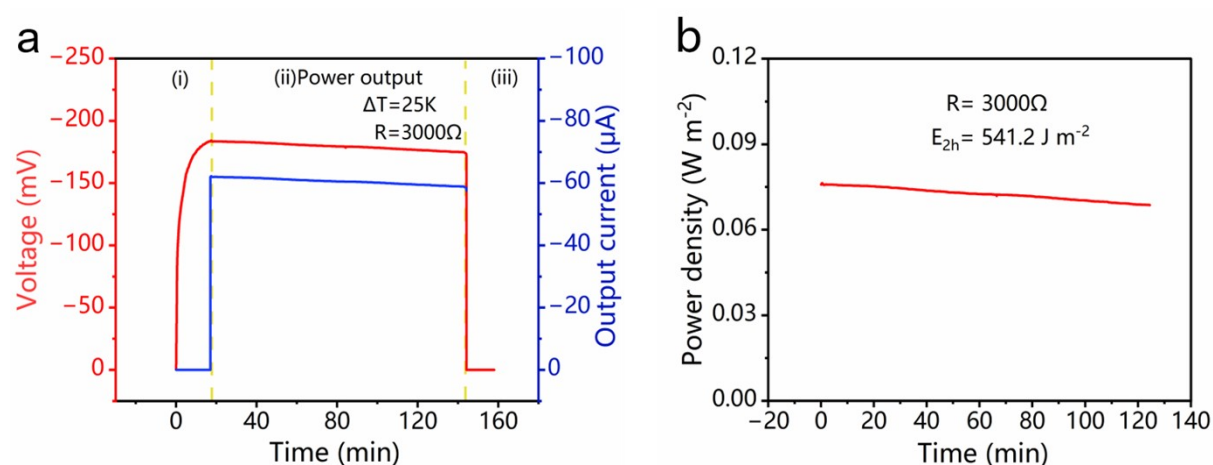 a
−250
−200
−150
−100
−50
0
Voltage (mV)
(i)
(ii)Power output
(iii)
ΔT=25K
R=3000Ω
−100
−80
−60
−40
−20
0
Output current (μA)
0
40
80
120
160
Time (min)
b
0.12
0.09
0.06
0.03
0.00
Power density (W m⁻²)
R= 3000Ω
E₂ₕ= 541.2 J m⁻²
−20
0
20
40
60
80
100
120
140
Time (min)